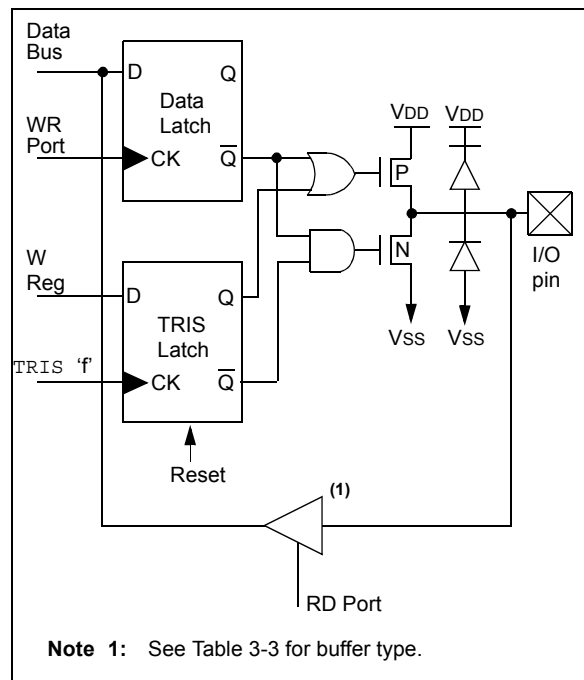 Data
Bus
D
Q
Data
Latch
WR
Port
CK
Q
VDD
VDD
P
N
I/O
pin
W
Reg
D
Q
TRIS
Latch
VSS
VSS
TRIS ‘f’
CK
Q
Reset
(1)
RD Port
Note 1: See Table 3-3 for buffer type.